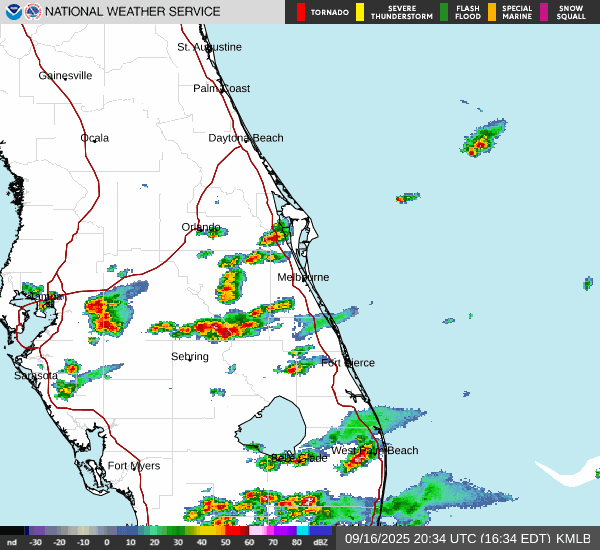 NATIONAL WEATHER SERVICE
TORNADO
SEVERE THUNDERSTORM
FLASH FLOOD
SPECIAL MARINE
SNOW SQUALL
St. Augustine
Gainesville
Palm Coast
Ocala
Daytona Beach
Orlando
Melbourne
Tampa
Sebring
Fort Pierce
Sarasota
West Palm Beach
Belle Glade
Fort Myers
nd -30 -20 -10 0 10 20 30 40 50 60 70 80 dBZ
09/16/2025 20:34 UTC (16:34 EDT) KMLB